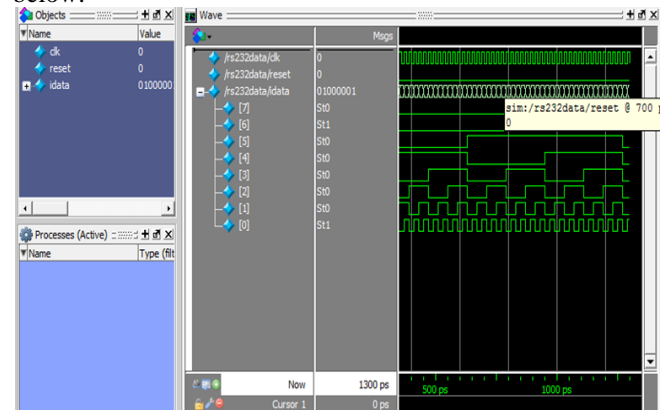 below.
Objects
Wave
Name Value
Msgs
clk 0
reset 0
idata 0100000
/rs232data/clk 0
/rs232data/reset 0
/rs232data/idata 01000001
[7] St0
[6] St1
[5] St0
[4] St0
[3] St0
[2] St0
[1] St0
[0] St1
sim:/rs232data/reset @ 700 p
0
Processes (Active)
Name Type (filt
Now 1300 ps
500 ps 1000 ps
Cursor 1 0 ps